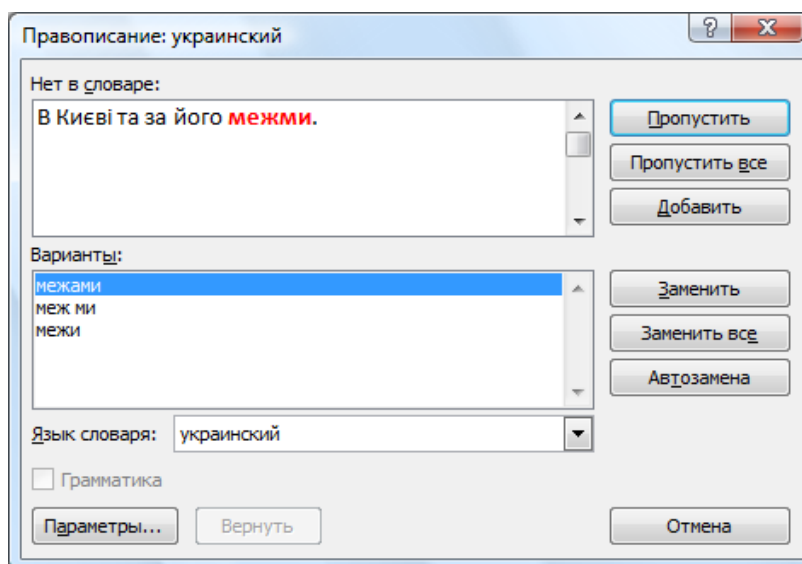 Правописание: украинский
Нет в словаре:
В Києві та за його межми.
Пропустить
Пропустить все
Добавить
Варианты:
межами
меж ми
межи
Заменить
Заменить все
Автозамена
Язык словаря: украинский
Грамматика
Параметры... Вернуть Отмена